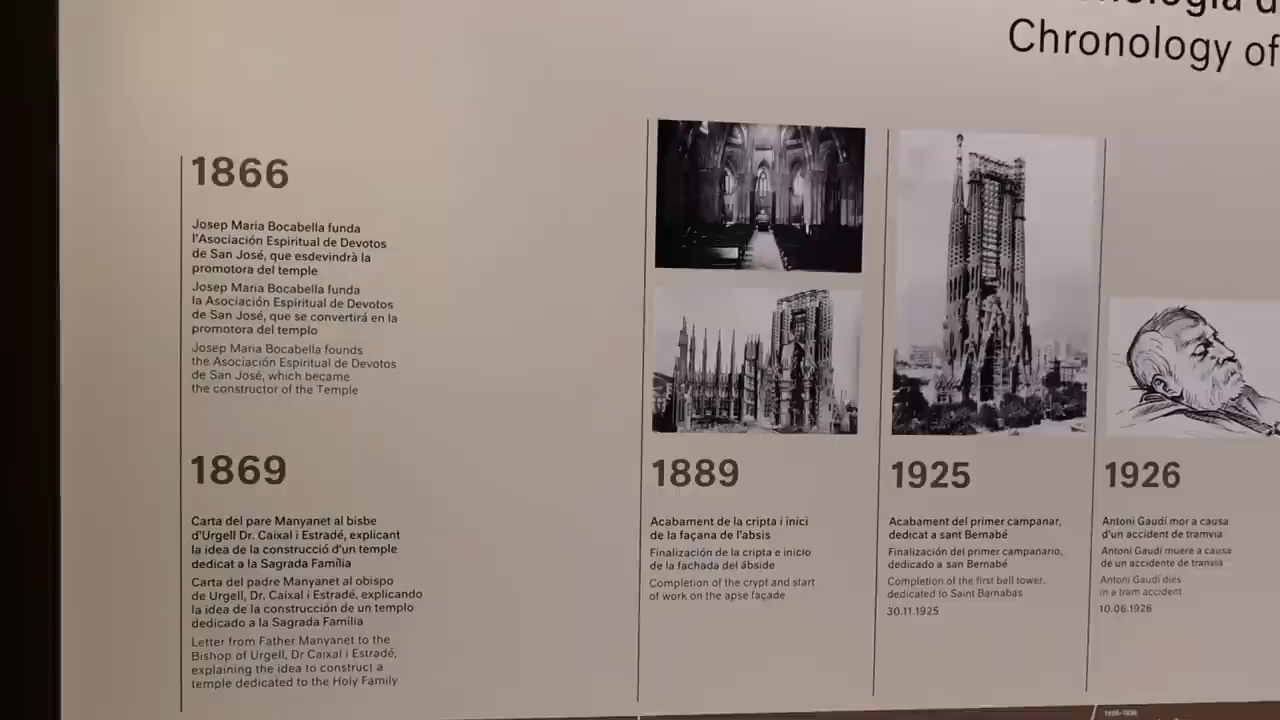 Chronology of
1866
Josep Maria Bocabella funda
l'Asociación Espiritual de Devotos
de San José, que esdevindrà la
promotora del temple
Josep Maria Bocabella funda
la Asociación Espiritual de Devotos
de San José, que se convertirá en la
promotora del templo
Josep Maria Bocabella founds
the Asociación Espiritual de Devotos
de San José, which became
the constructor of the Temple
1869
Carta del pare Manyanet al bisbe
d'Urgell Dr. Caixal i Estradé, explicant
la idea de la construcció d'un temple
dedicat a la Sagrada Família
Carta del padre Manyanet al obispo
de Urgell, Dr. Caixal i Estradé, explicando
la idea de la construcción de un templo
dedicado a la Sagrada Familia
Letter from Father Manyanet to the
Bishop of Urgell, Dr Caixal i Estradé,
explaining the idea to construct a
temple dedicated to the Holy Family
1889
Acabament de la cripta i inici
de la façana de l'absis
Finalización de la cripta e inicio
de la fachada del ábside
Completion of the crypt and start
of work on the apse façade
1925
Acabament del primer campanar,
dedicat a sant Bernabé
Finalización del primer campanario,
dedicado a san Bernabé
Completion of the first bell tower,
dedicated to Saint Barnabas
30.11.1925
1926
Antoni Gaudí mor a causa
d'un accident de tramvia
Antoni Gaudí muere a causa
de un accidente de tranvía
Antoni Gaudí dies
in a tram accident
10.06.1926